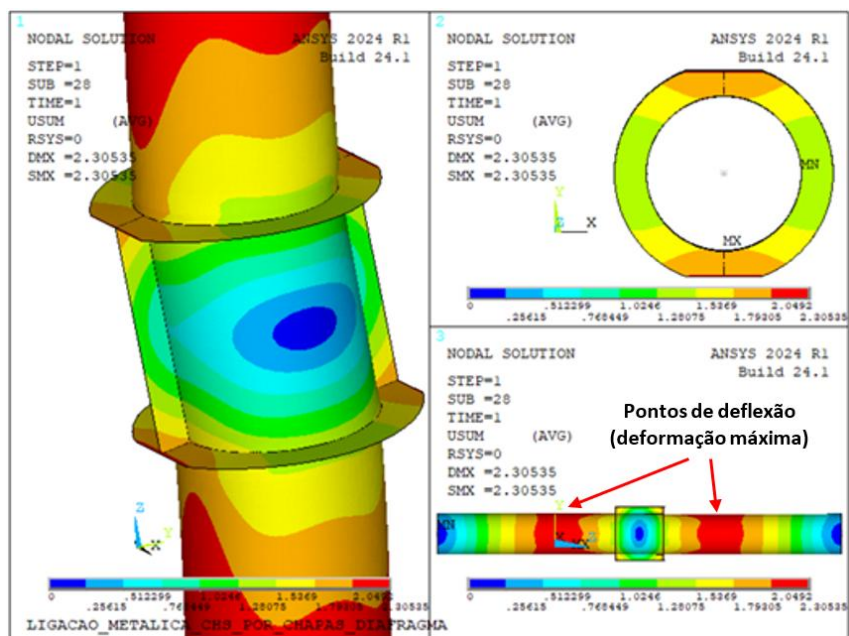 1
NODAL SOLUTION
ANSYS 2024 R1
Build 24.1
STEP=1
SUB =28
TIME=1
USUM (AVG)
RSYS=0
DMX =2.30535
SMX =2.30535
Z
Y
X
0 .512299 1.0246 1.5369 2.0492
.25615 .768449 1.28075 1.79305 2.30535
LIGACAO_METALICA_CHS_POR_CHAPAS_DIAFRAGMA
2
NODAL SOLUTION
ANSYS 2024 R1
Build 24.1
STEP=1
SUB =28
TIME=1
USUM (AVG)
RSYS=0
DMX =2.30535
SMX =2.30535
MN
MX
Y
Z X
0 .512299 1.0246 1.5369 2.0492
.25615 .768449 1.28075 1.79305 2.30535
3
NODAL SOLUTION
ANSYS 2024 R1
Build 24.1
STEP=1
SUB =28
TIME=1
USUM (AVG)
RSYS=0
DMX =2.30535
SMX =2.30535
Pontos de deflexão
(deformação máxima)
Y
MN
MX
X
Z
MN
0 .512299 1.0246 1.5369 2.0492
.25615 .768449 1.28075 1.79305 2.30535